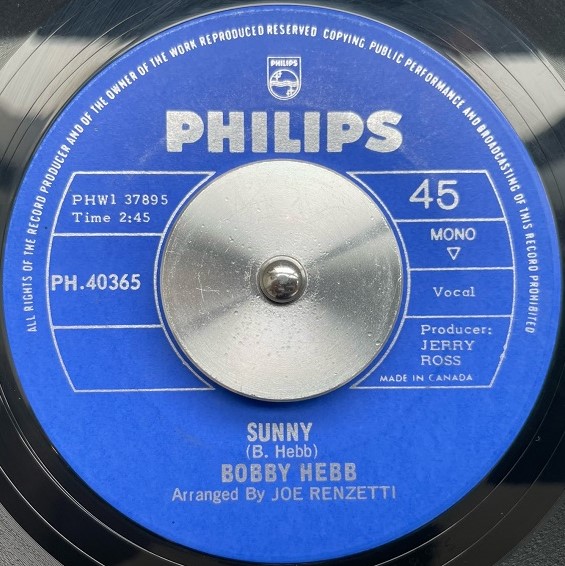 ALL RIGHTS OF THE RECORD PRODUCER AND OF THE OWNER OF THE WORK REPRODUCED RESERVED COPYING, PUBLIC PERFORMANCE AND BROADCASTING OF THIS RECORD PROHIBITED
PHILIPS
PHILIPS
PHW1 37895
Time 2:45
PH.40365
45
MONO
Vocal
Producer:
JERRY
ROSS
MADE IN CANADA
SUNNY
(B. Hebb)
BOBBY HEBB
Arranged By JOE RENZETTI